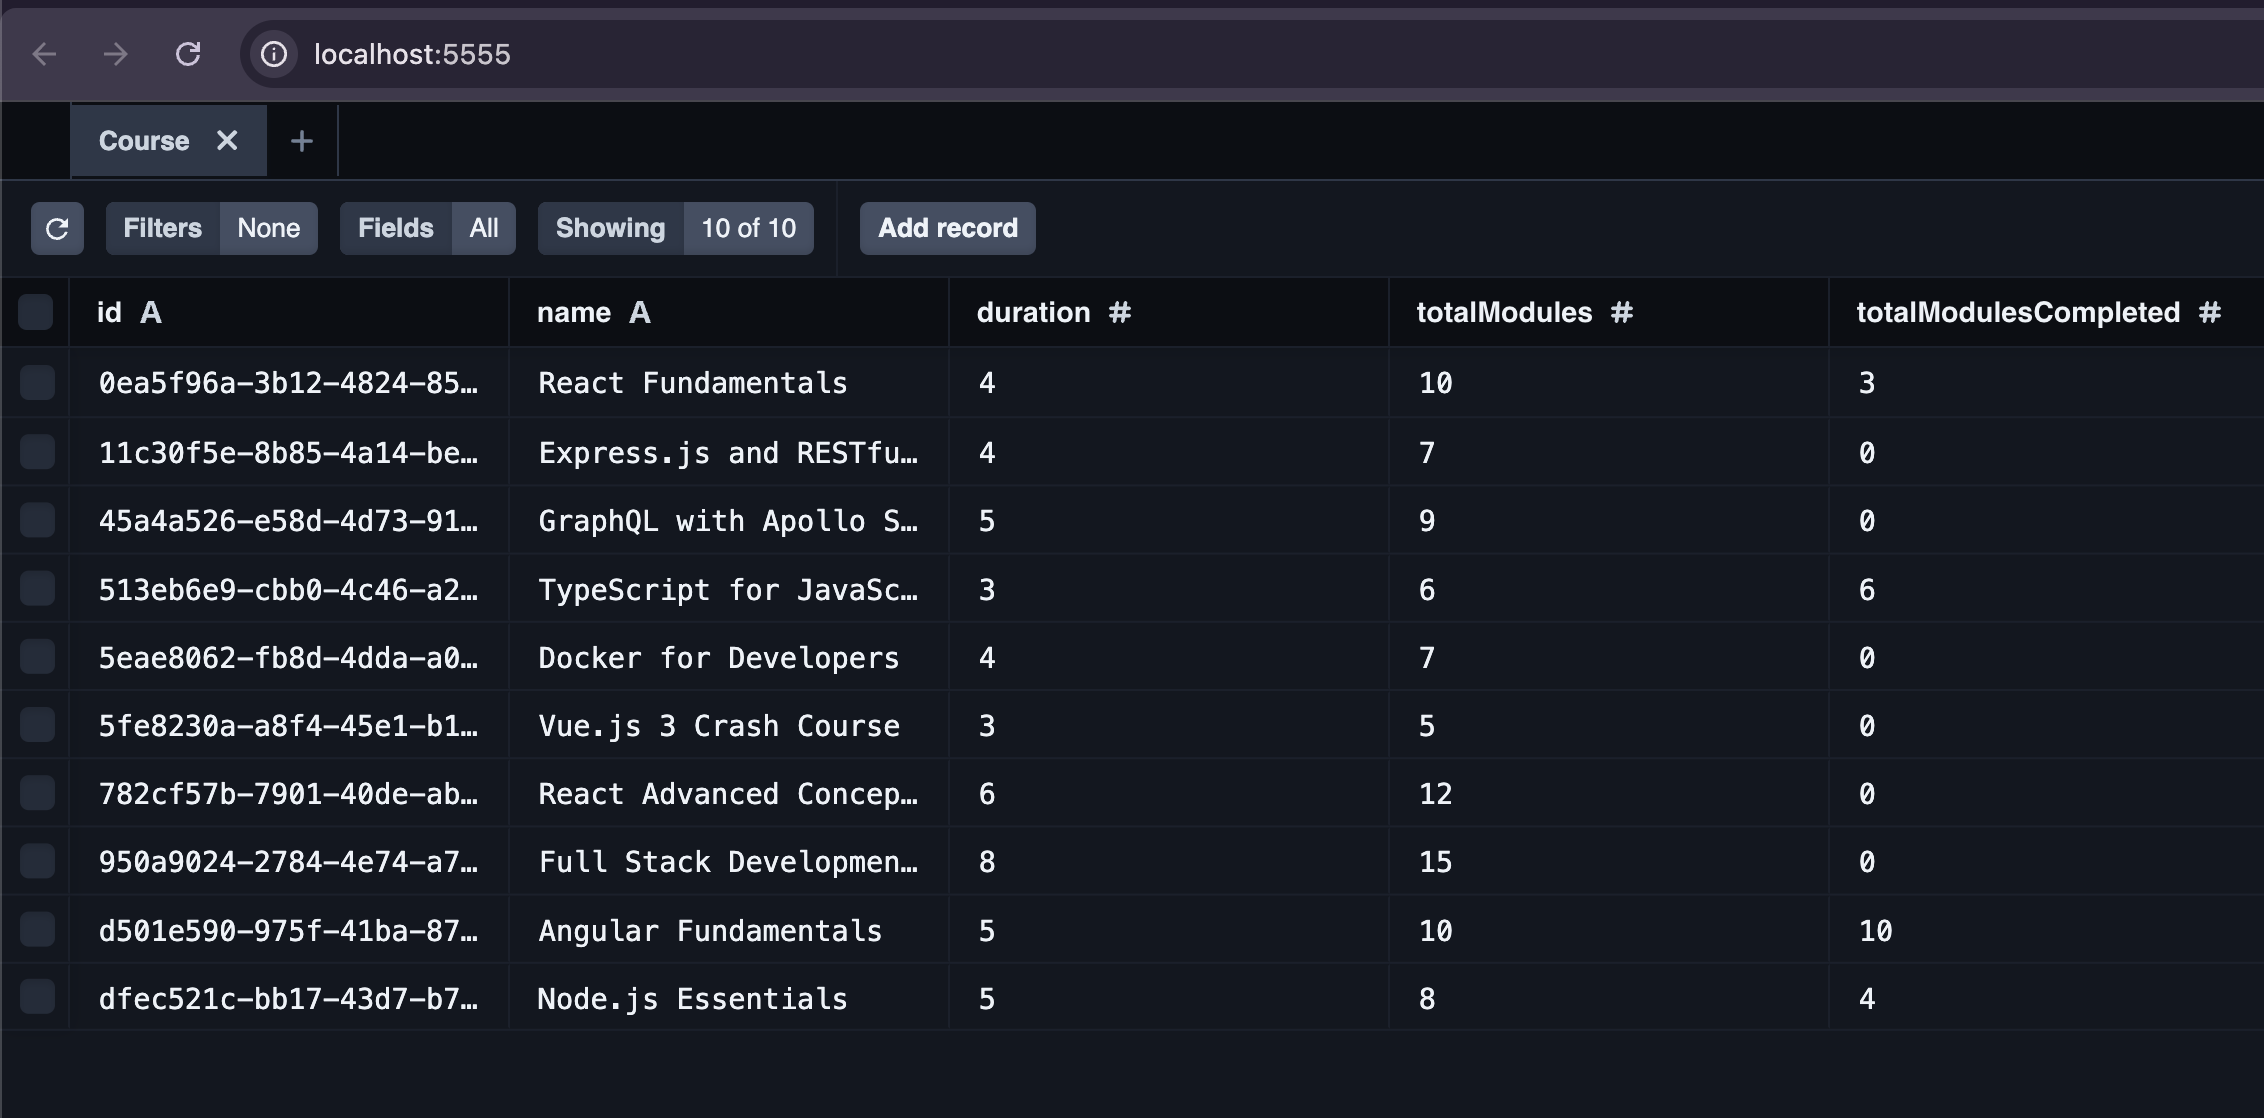 localhost:5555
Course
Filters None Fields All Showing 10 of 10 Add record
id A name A duration # totalModules # totalModulesCompleted #
0ea5f96a-3b12-4824-85… React Fundamentals 4 10 3
11c30f5e-8b85-4a14-be… Express.js and RESTfu… 4 7 0
45a4a526-e58d-4d73-91… GraphQL with Apollo S… 5 9 0
513eb6e9-cbb0-4c46-a2… TypeScript for JavaSc… 3 6 6
5eae8062-fb8d-4dda-a0… Docker for Developers 4 7 0
5fe8230a-a8f4-45e1-b1… Vue.js 3 Crash Course 3 5 0
782cf57b-7901-40de-ab… React Advanced Concep… 6 12 0
950a9024-2784-4e74-a7… Full Stack Developmen… 8 15 0
d501e590-975f-41ba-87… Angular Fundamentals 5 10 10
dfec521c-bb17-43d7-b7… Node.js Essentials 5 8 4